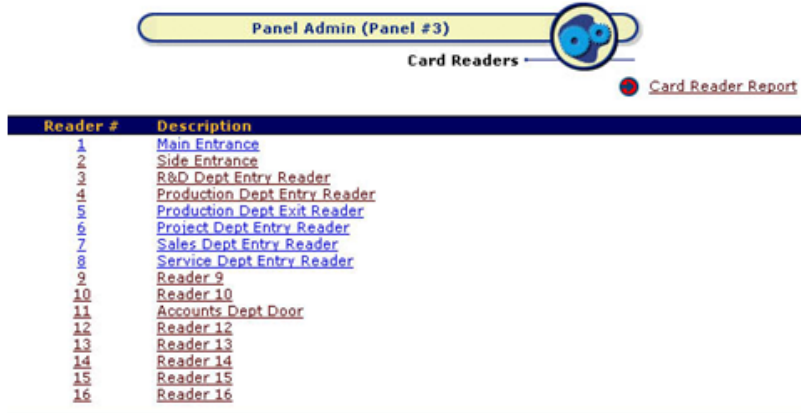 Panel Admin (Panel #3)
Card Readers
Card Reader Report
Reader # Description
1 Main Entrance
2 Side Entrance
3 R&D Dept Entry Reader
4 Production Dept Entry Reader
5 Production Dept Exit Reader
6 Project Dept Entry Reader
7 Sales Dept Entry Reader
8 Service Dept Entry Reader
9 Reader 9
10 Reader 10
11 Accounts Dept Door
12 Reader 12
13 Reader 13
14 Reader 14
15 Reader 15
16 Reader 16